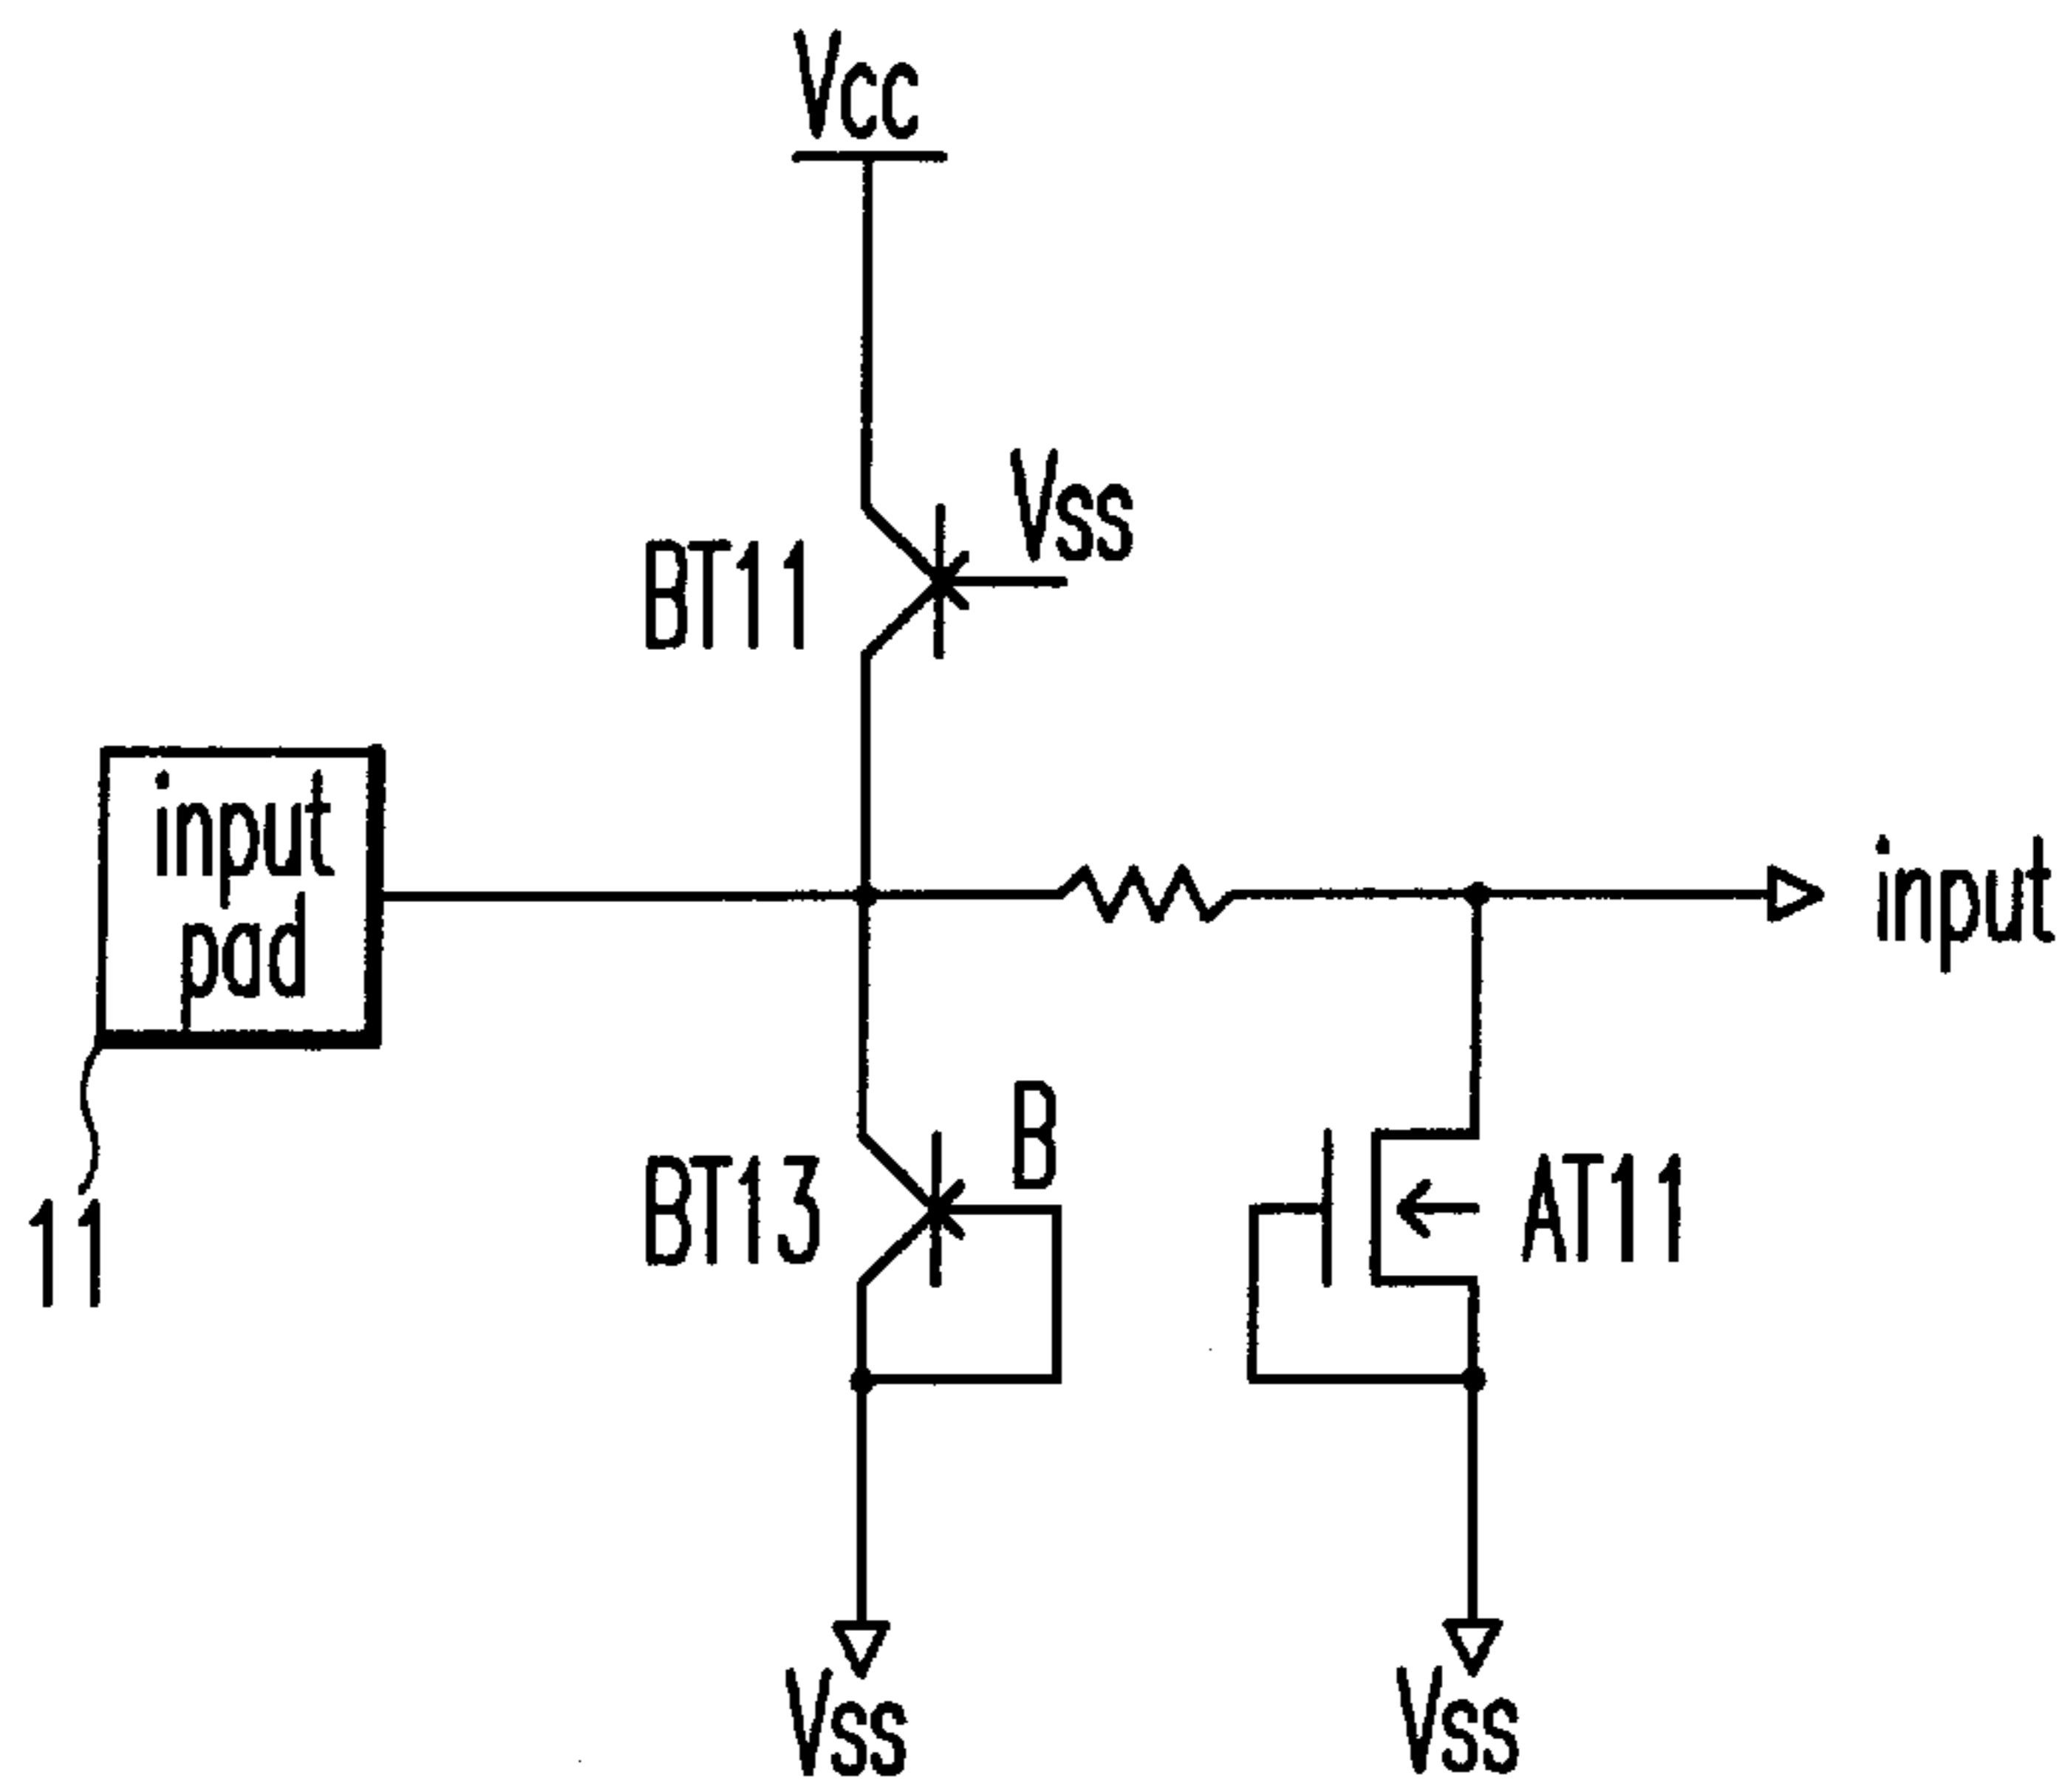 Vcc
Vss
BT11
input
pad
input
B
BT13
AT11
11
Vss
Vss